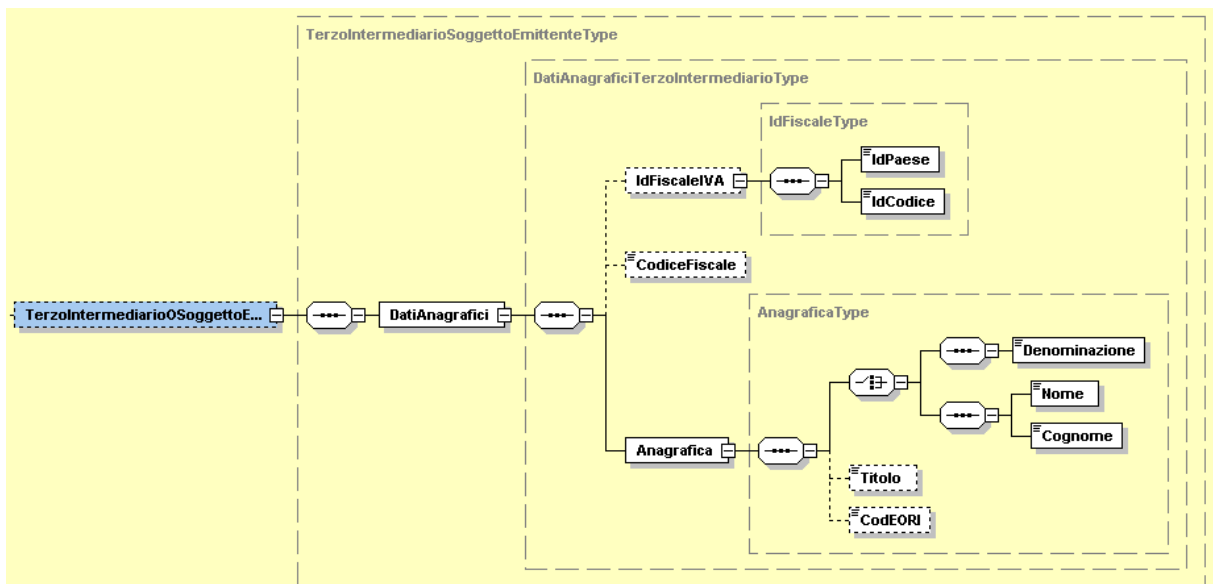 TerzoIntermediarioSoggettoEmittenteType
DatiAnagraficiTerzoIntermediarioType
IdFiscaleType
IdPaese
IdFiscaleIVA
IdCodice
CodiceFiscale
AnagraficaType
TerzoIntermediarioOSoggettoE...
DatiAnagrafici
Denominazione
Nome
Cognome
Anagrafica
Titolo
CodEORI